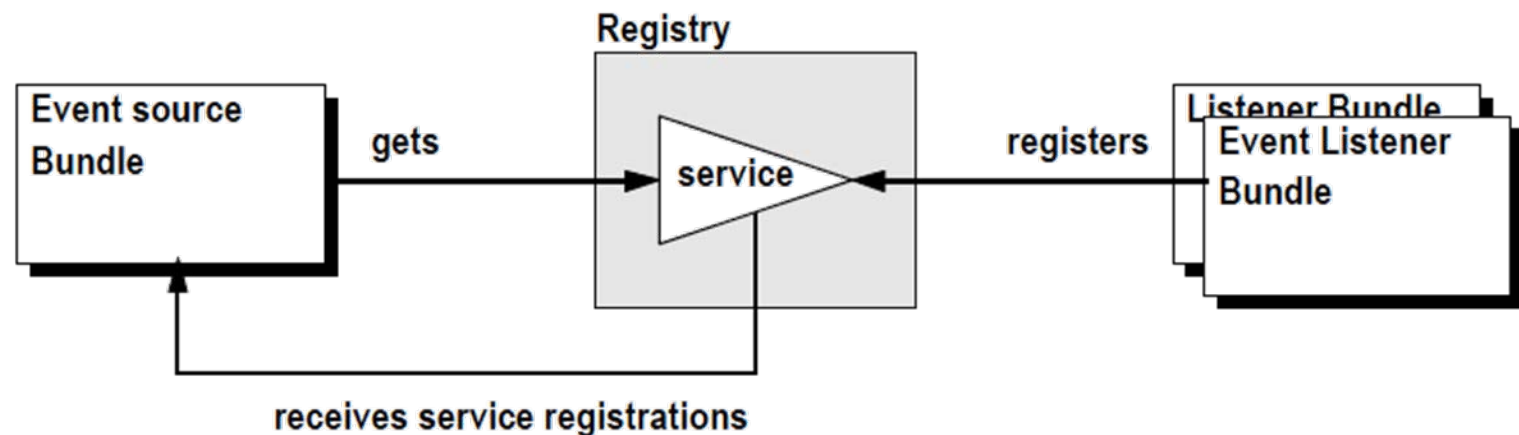 Registry
Event source
Bundle
gets
service
registers
Listener Bundle
Event Listener
Bundle
receives service registrations